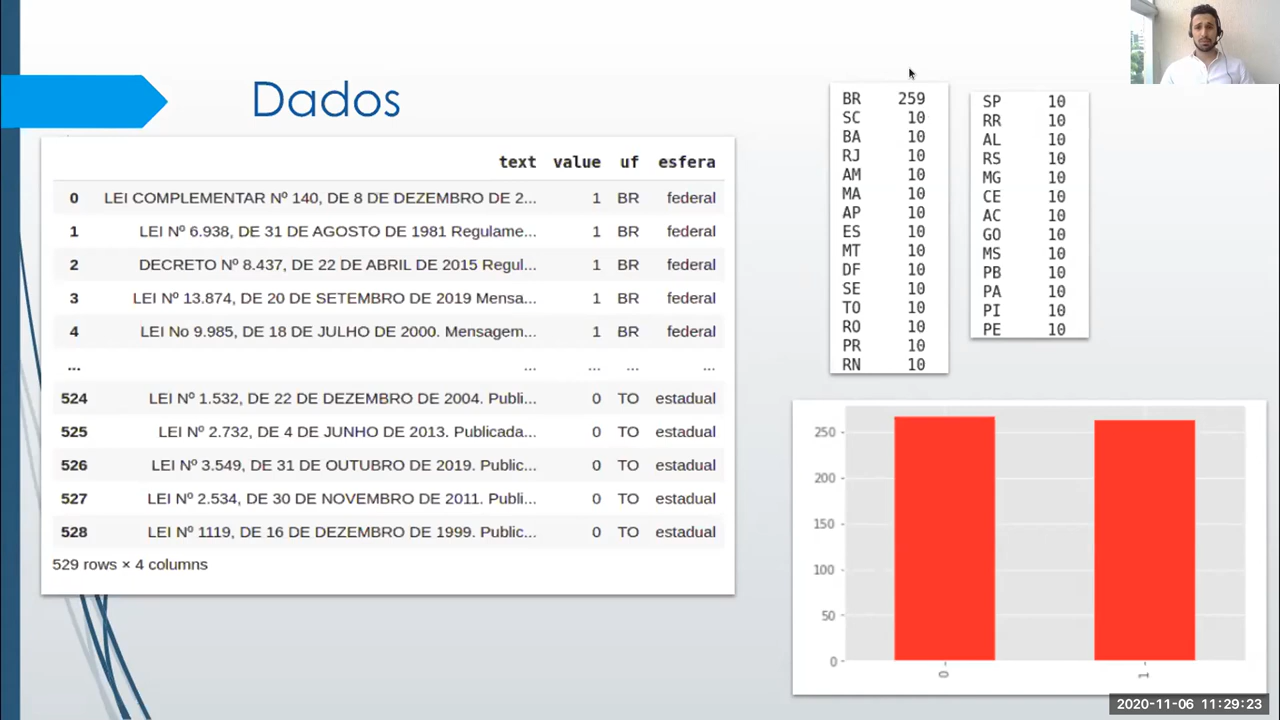 Dados
text value uf esfera
0 LEI COMPLEMENTAR Nº 140, DE 8 DE DEZEMBRO DE 2... 1 BR federal
1 LEI Nº 6.938, DE 31 DE AGOSTO DE 1981 Regulame... 1 BR federal
2 DECRETO Nº 8.437, DE 22 DE ABRIL DE 2015 Regul... 1 BR federal
3 LEI Nº 13.874, DE 20 DE SETEMBRO DE 2019 Mensa... 1 BR federal
4 LEI No 9.985, DE 18 DE JULHO DE 2000. Mensagem... 1 BR federal
... ... ... ... ...
524 LEI Nº 1.532, DE 22 DE DEZEMBRO DE 2004. Publi... 0 TO estadual
525 LEI Nº 2.732, DE 4 DE JUNHO DE 2013. Publicada... 0 TO estadual
526 LEI Nº 3.549, DE 31 DE OUTUBRO DE 2019. Public... 0 TO estadual
527 LEI Nº 2.534, DE 30 DE NOVEMBRO DE 2011. Publi... 0 TO estadual
528 LEI Nº 1119, DE 16 DE DEZEMBRO DE 1999. Public... 0 TO estadual
529 rows × 4 columns
BR 259
SC 10
BA 10
RJ 10
AM 10
MA 10
AP 10
ES 10
MT 10
DF 10
SE 10
TO 10
RO 10
PR 10
RN 10
SP 10
RR 10
AL 10
RS 10
MG 10
CE 10
AC 10
GO 10
MS 10
PB 10
PA 10
PI 10
PE 10
250
200
150
100
50
0
0 1
2020-11-06 11:29:23